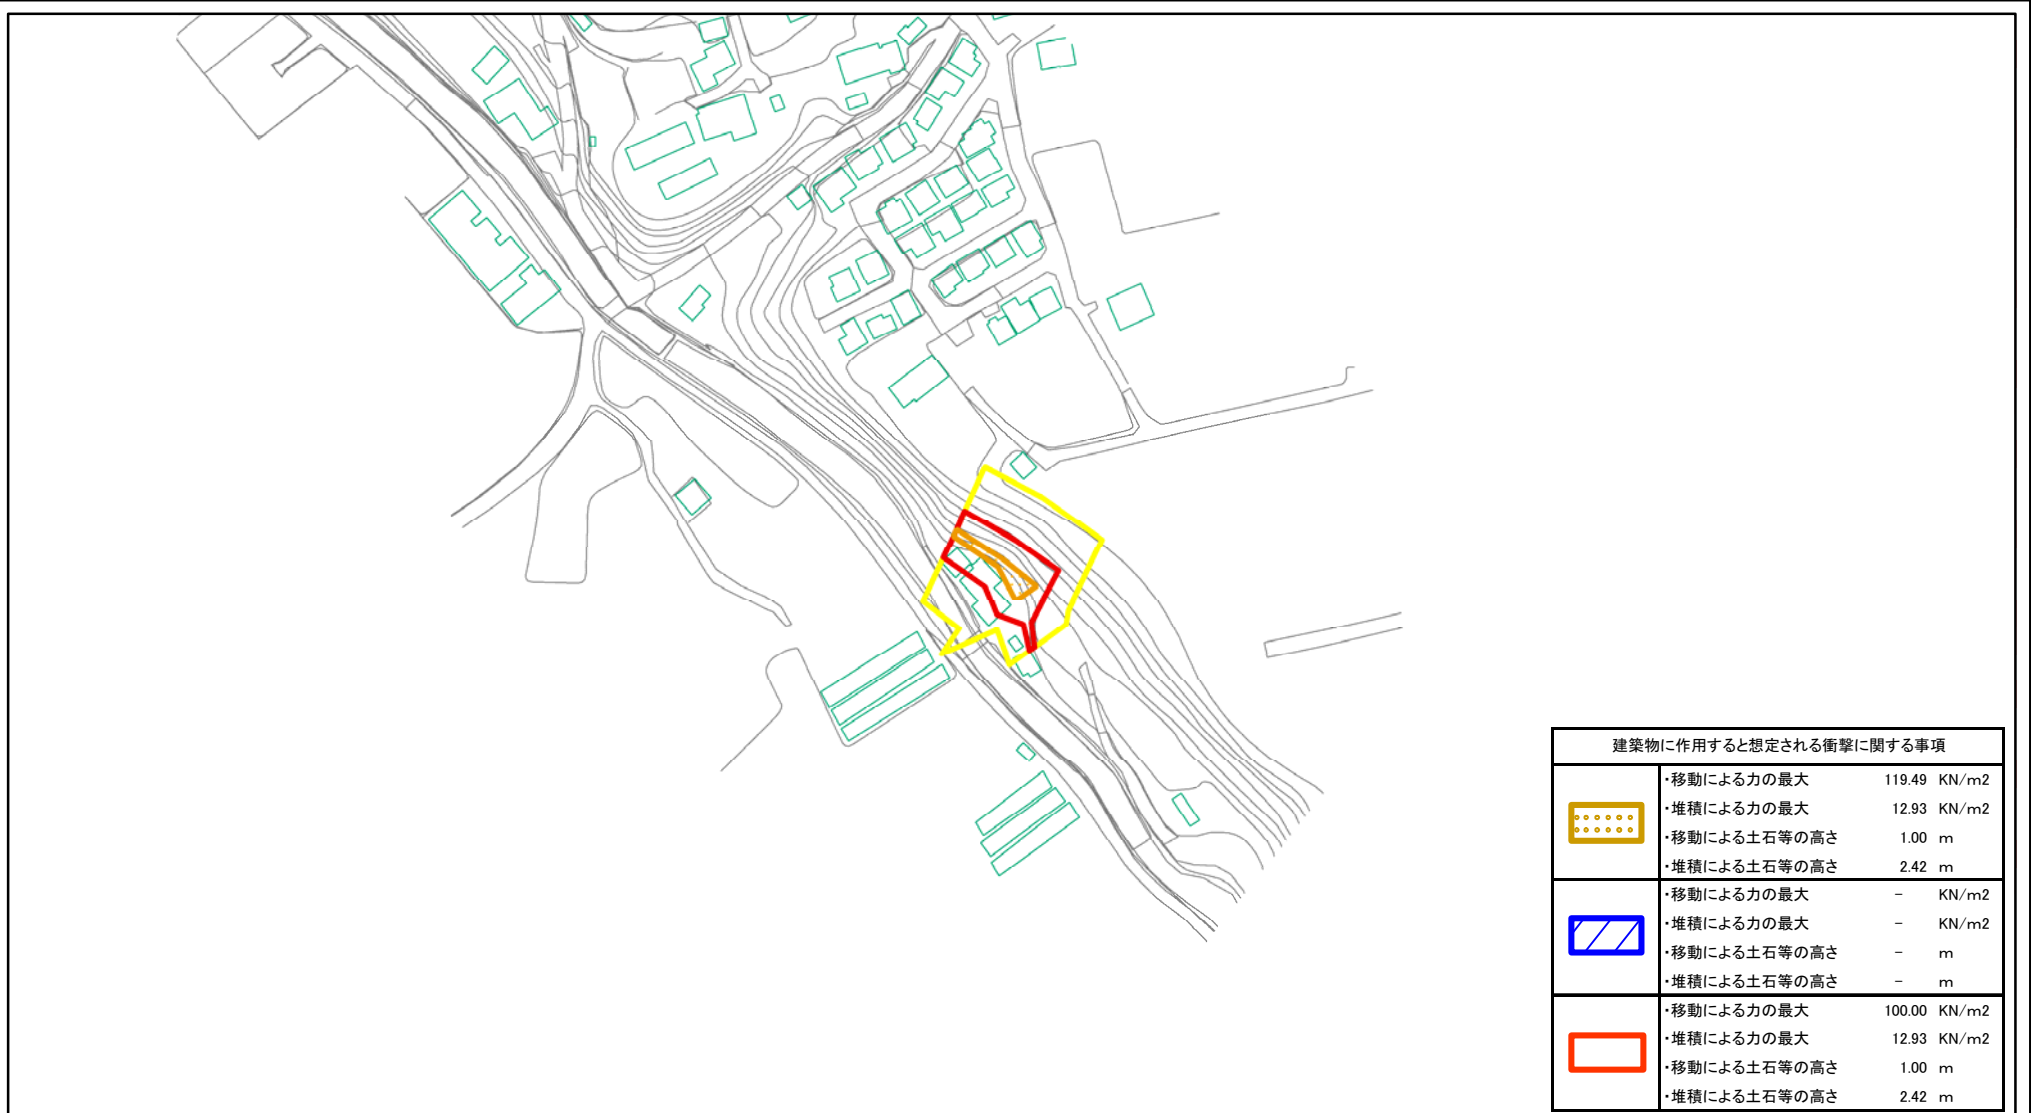 建築物に作用すると想定される衝撃に関する事項
・移動による力の最大 119.49 KN/m2
・堆積による力の最大 12.93 KN/m2
・移動による土石等の高さ 1.00 m
・堆積による土石等の高さ 2.42 m
・移動による力の最大 - KN/m2
・堆積による力の最大 - KN/m2
・移動による土石等の高さ - m
・堆積による土石等の高さ - m
・移動による力の最大 100.00 KN/m2
・堆積による力の最大 12.93 KN/m2
・移動による土石等の高さ 1.00 m
・堆積による土石等の高さ 2.42 m